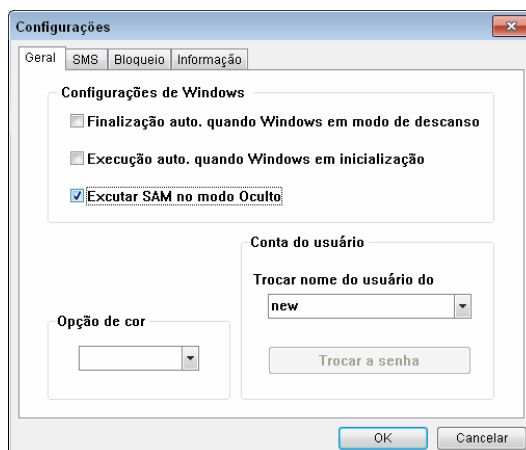 Configurações
Geral SMS Bloqueio Informação
Configurações de Windows
Finalização auto. quando Windows em modo de descanso
Execução auto. quando Windows em inicialização
Excutar SAM no modo Oculto
Conta do usuário
Trocar nome do usuário do
new
Opção de cor
Trocar a senha
OK Cancelar